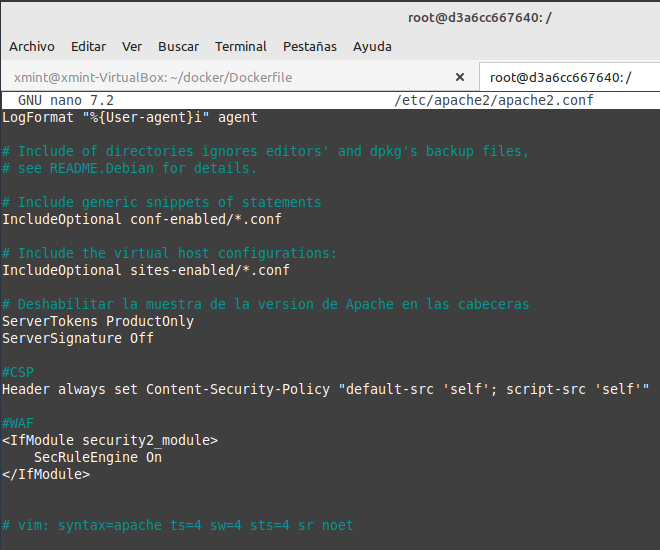 root@d3a6cc667640: /
Archivo Editar Ver Buscar Terminal Pestañas Ayuda
xmint@xmint-VirtualBox: ~/docker/Dockerfile × root@d3a6cc667640: /
GNU nano 7.2 /etc/apache2/apache2.conf
LogFormat "%{User-agent}i" agent
# Include of directories ignores editors' and dpkg's backup files,
# see README.Debian for details.
# Include generic snippets of statements
IncludeOptional conf-enabled/*.conf
# Include the virtual host configurations:
IncludeOptional sites-enabled/*.conf
# Deshabilitar la muestra de la version de Apache en las cabeceras
ServerTokens ProductOnly
ServerSignature Off
#CSP
Header always set Content-Security-Policy "default-src 'self'; script-src 'self'"
#WAF
<IfModule security2_module>
    SecRuleEngine On
</IfModule>
# vim: syntax=apache ts=4 sw=4 sts=4 sr noet